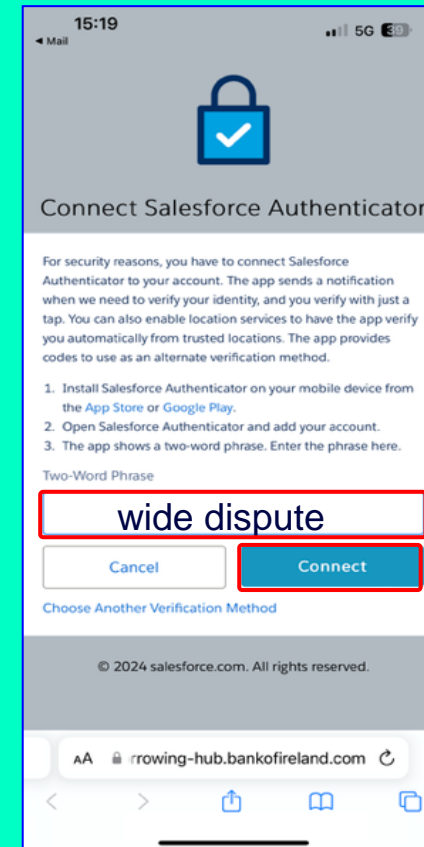 15:19
5G 39
◄ Mail
Connect Salesforce Authenticator
For security reasons, you have to connect Salesforce
Authenticator to your account. The app sends a notification
when we need to verify your identity, and you verify with just a
tap. You can also enable location services to have the app verify
you automatically from trusted locations. The app provides
codes to use as an alternate verification method.
1. Install Salesforce Authenticator on your mobile device from
the App Store or Google Play.
2. Open Salesforce Authenticator and add your account.
3. The app shows a two-word phrase. Enter the phrase here.
Two-Word Phrase
wide dispute
Cancel
Connect
Choose Another Verification Method
© 2024 salesforce.com. All rights reserved.
AA rrowing-hub.bankofireland.com